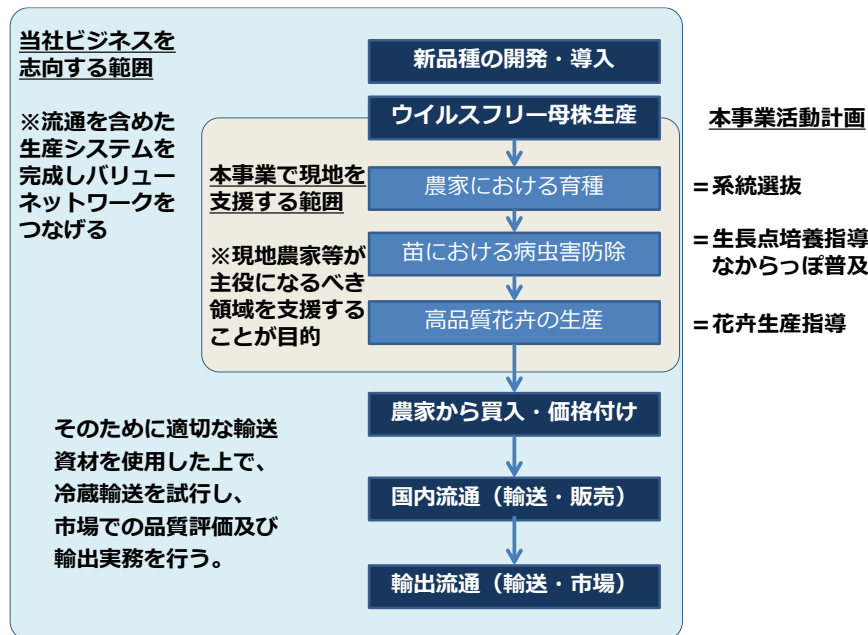 当社ビジネスを
志向する範囲
※流通を含めた
生産システムを
完成しバリュー
ネットワークを
つなげる
新品種の開発・導入
ウイルスフリー母株生産
本事業活動計画
本事業で現地を
支援する範囲
※現地農家等が
主役になるべき
領域を支援する
ことが目的
農家における育種
＝系統選抜
苗における病虫害防除
＝生長点培養指導
なからっぽ普及
高品質花卉の生産
＝花卉生産指導
農家から買入・価格付け
国内流通（輸送・販売）
輸出流通（輸送・市場）
そのために適切な輸送
資材を使用した上で、
冷蔵輸送を試行し、
市場での品質評価及び
輸出実務を行う。